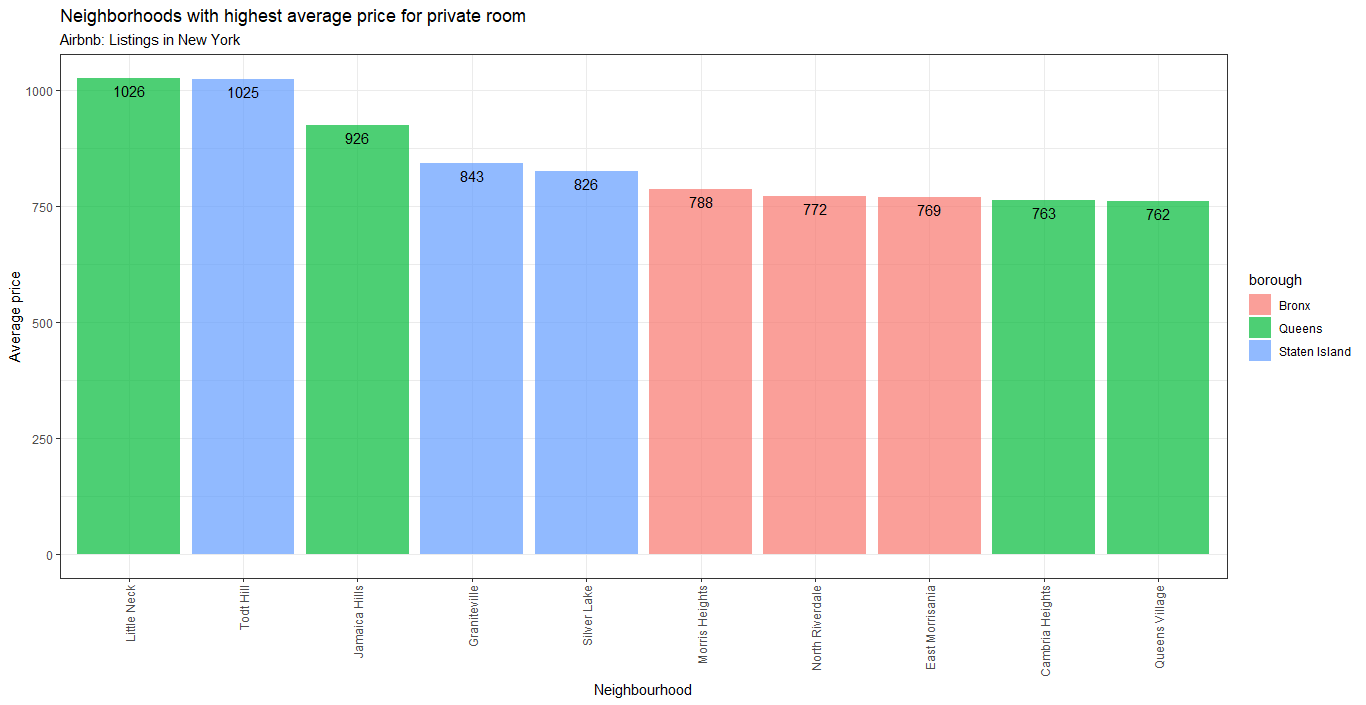 Neighborhoods with highest average price for private room
Airbnb: Listings in New York
Average price
1000
750
500
250
0
1026
1025
926
843
826
788
772
769
763
762
Little Neck
Todt Hill
Jamaica Hills
Graniteville
Silver Lake
Morris Heights
North Riverdale
East Morrisania
Cambria Heights
Queens Village
Neighbourhood
borough
Bronx
Queens
Staten Island